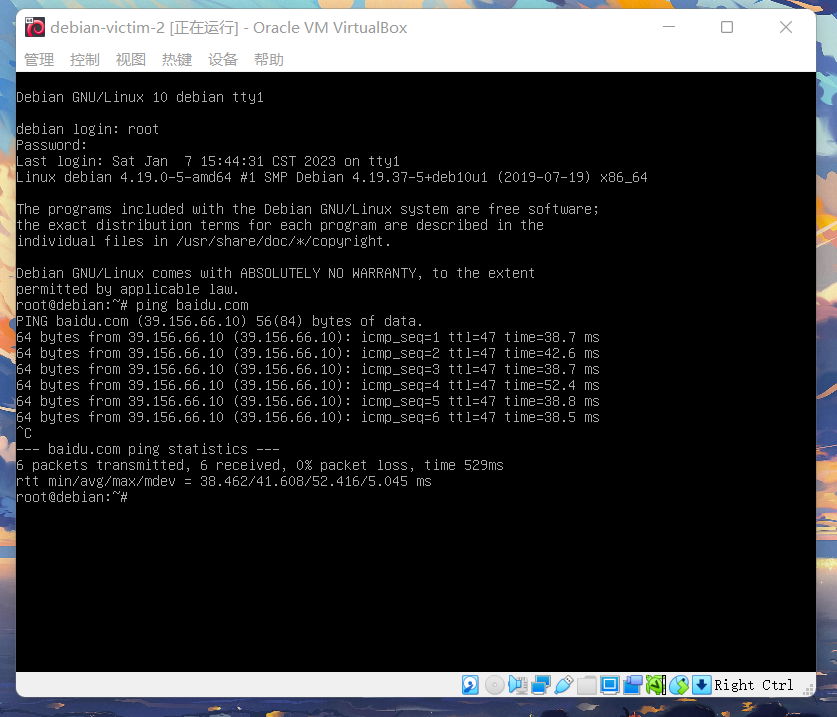 debian-victim-2 [正在运行] - Oracle VM VirtualBox
管理 控制 视图 热键 设备 帮助
Debian GNU/Linux 10 debian tty1
debian login: root
Password:
Last login: Sat Jan  7 15:44:31 CST 2023 on tty1
Linux debian 4.19.0-5-amd64 #1 SMP Debian 4.19.37-5+deb10u1 (2019-07-19) x86_64
The programs included with the Debian GNU/Linux system are free software;
the exact distribution terms for each program are described in the
individual files in /usr/share/doc/*/copyright.
Debian GNU/Linux comes with ABSOLUTELY NO WARRANTY, to the extent
permitted by applicable law.
root@debian:~# ping baidu.com
PING baidu.com (39.156.66.10) 56(84) bytes of data.
64 bytes from 39.156.66.10 (39.156.66.10): icmp_seq=1 ttl=47 time=38.7 ms
64 bytes from 39.156.66.10 (39.156.66.10): icmp_seq=2 ttl=47 time=42.6 ms
64 bytes from 39.156.66.10 (39.156.66.10): icmp_seq=3 ttl=47 time=38.7 ms
64 bytes from 39.156.66.10 (39.156.66.10): icmp_seq=4 ttl=47 time=52.4 ms
64 bytes from 39.156.66.10 (39.156.66.10): icmp_seq=5 ttl=47 time=38.8 ms
64 bytes from 39.156.66.10 (39.156.66.10): icmp_seq=6 ttl=47 time=38.5 ms
^C
--- baidu.com ping statistics ---
6 packets transmitted, 6 received, 0% packet loss, time 529ms
rtt min/avg/max/mdev = 38.462/41.608/52.416/5.045 ms
root@debian:~#
Right Ctrl